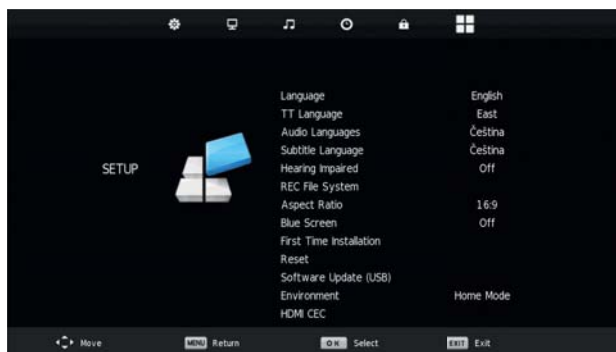 Language English
TT Language East
Audio Languages Čeština
Subtitle Language Čeština
SETUP Hearing Impaired Off
REC File System
Aspect Ratio 16:9
Blue Screen Off
First Time Installation
Reset
Software Update (USB)
Environment Home Mode
HDMI CEC
Move MENU Return OK Select EXIT Exit